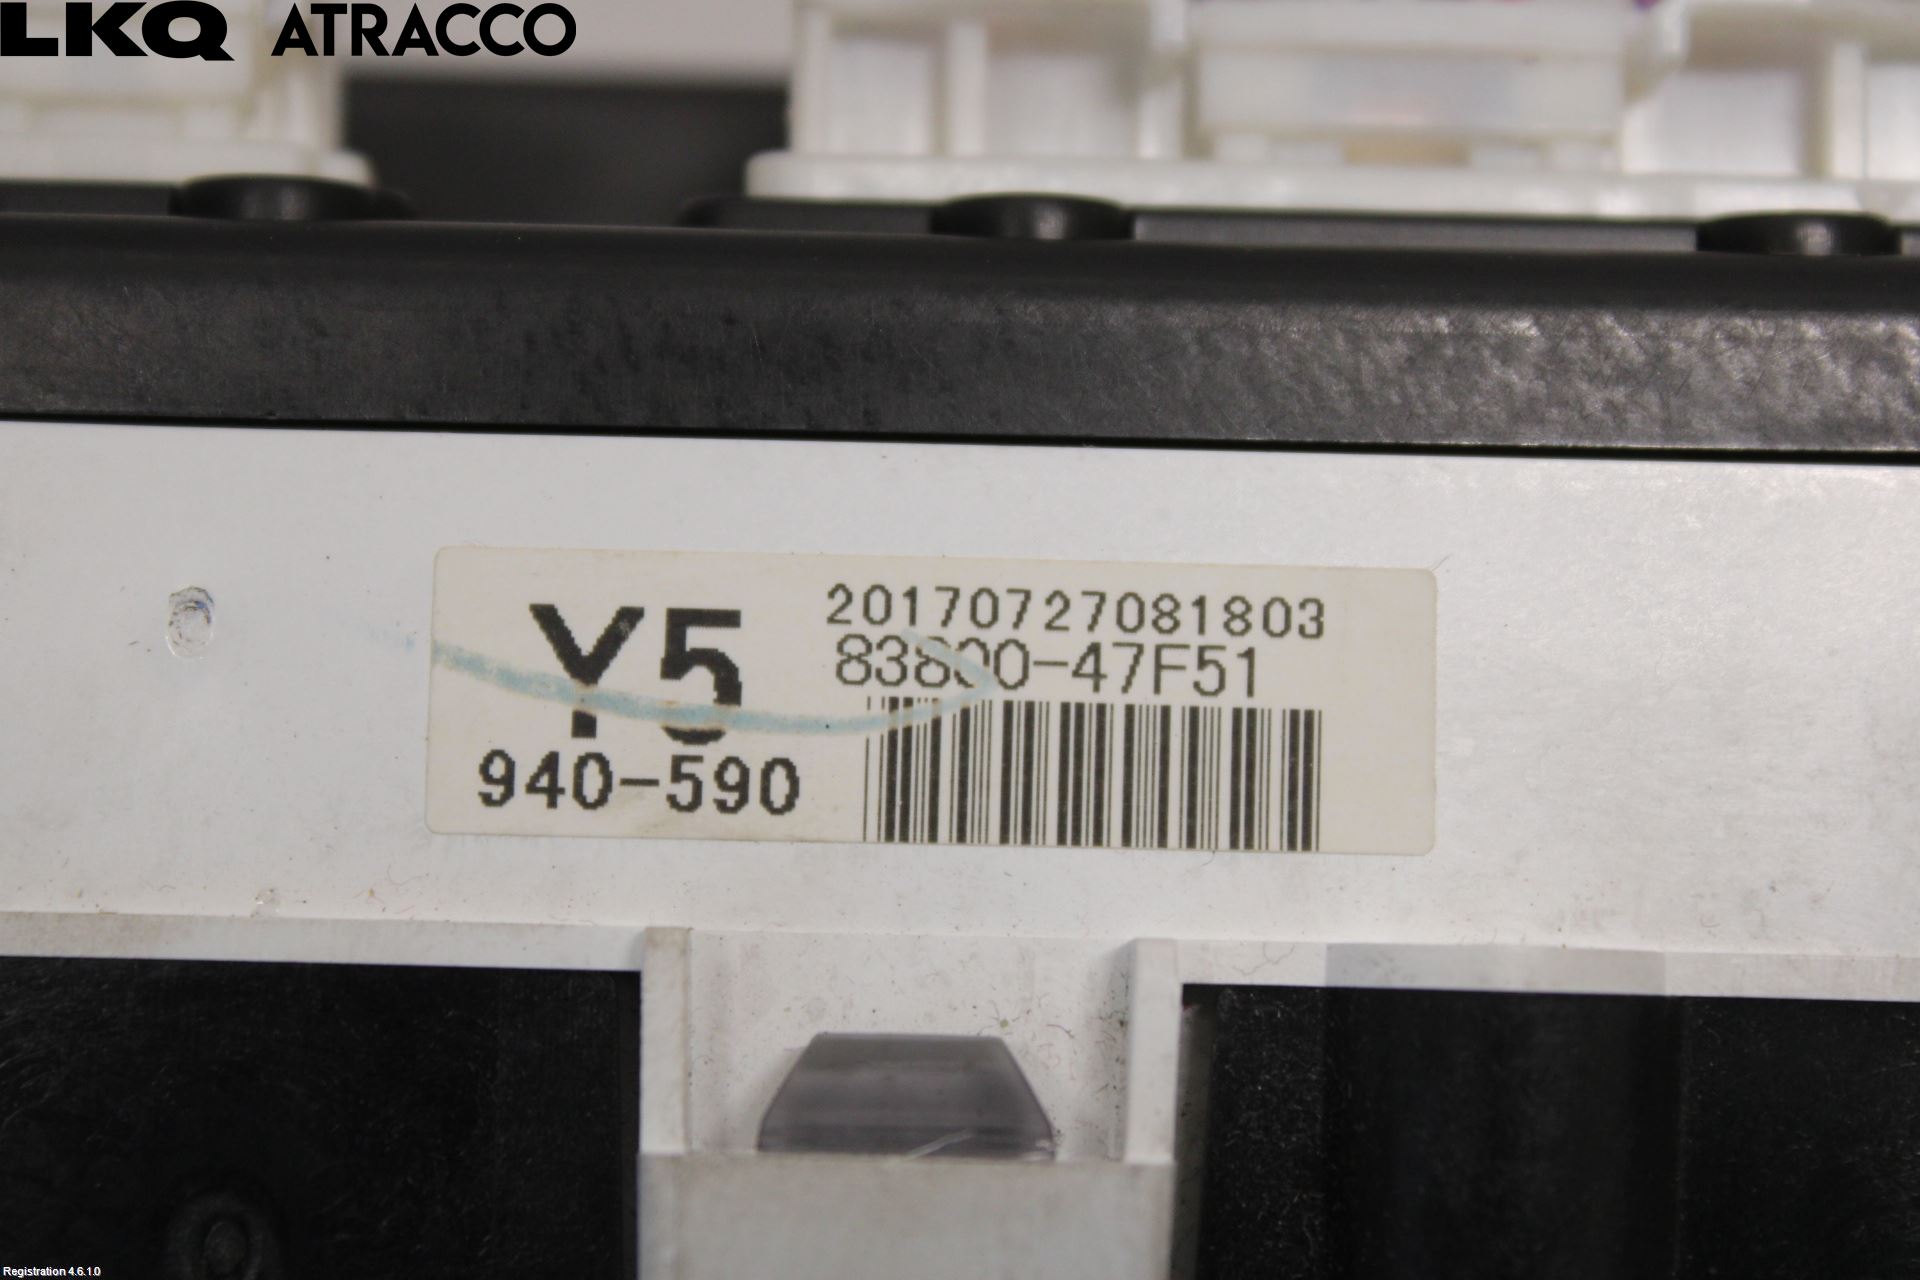 LKQ ATRACCO
Y5
20170727081803
83800-47F51
940-590
Registration 4.6.1.0